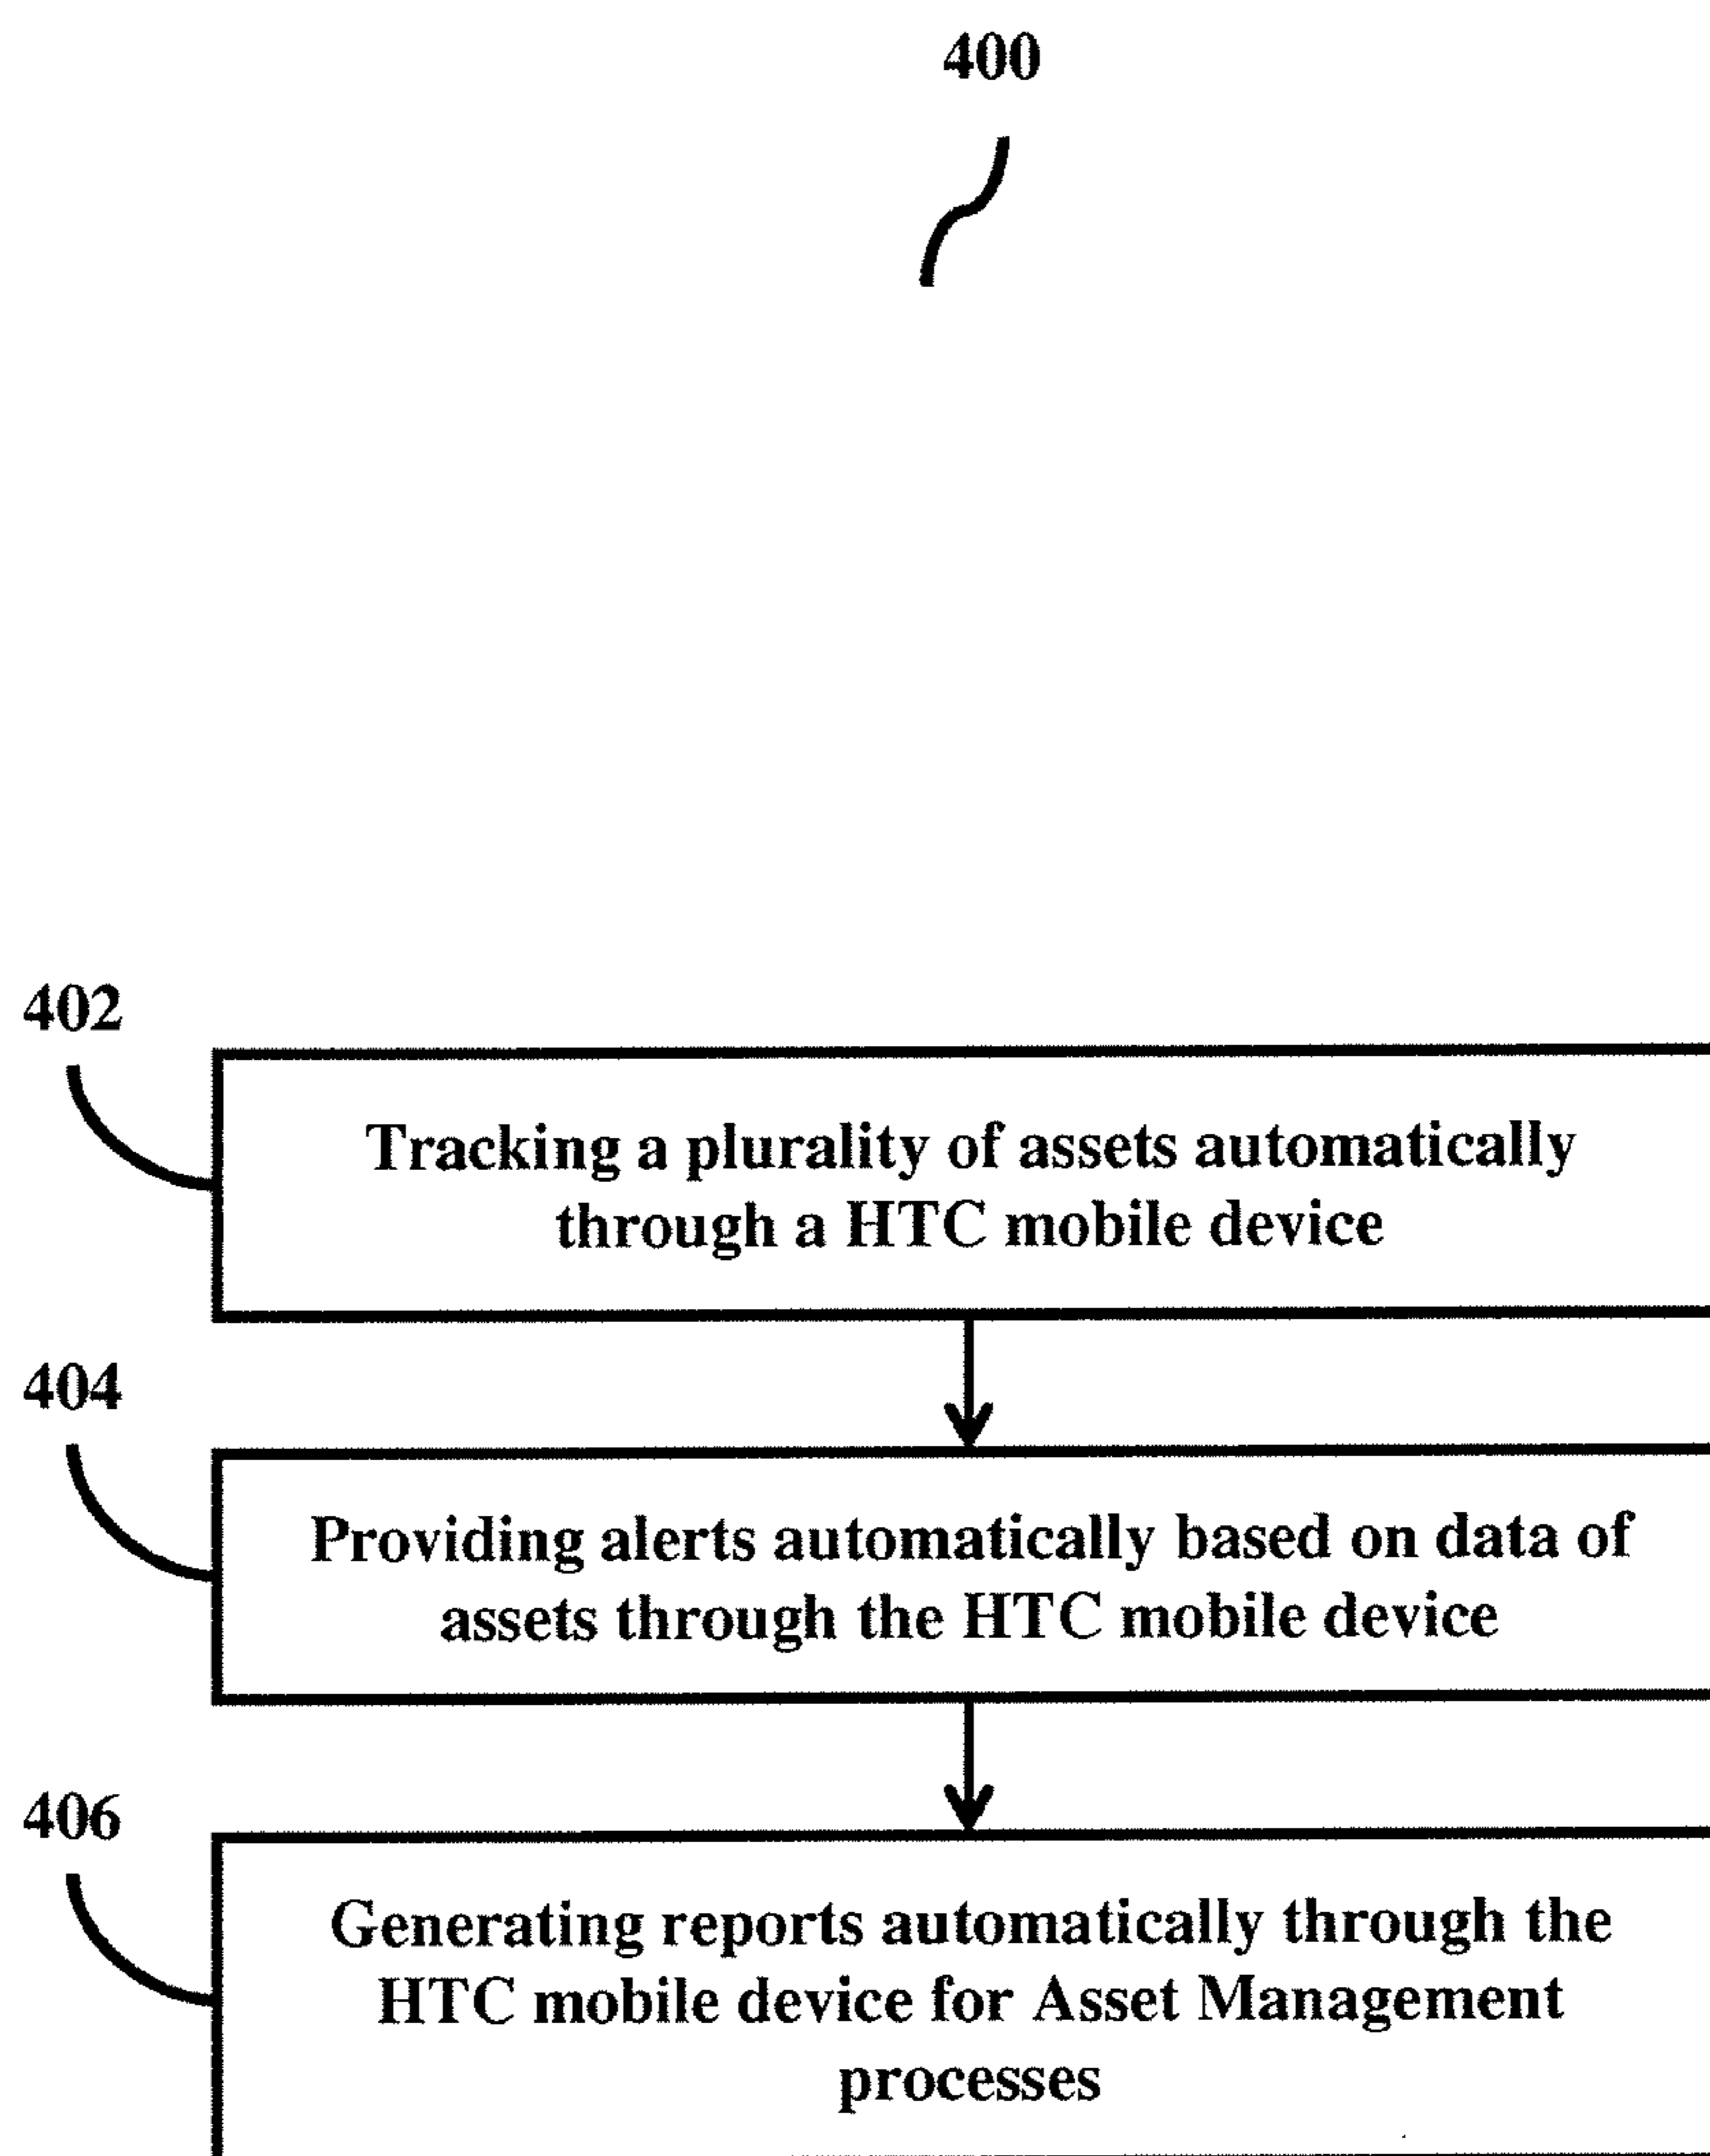 400
402
Tracking a plurality of assets automatically
through a HTC mobile device
404
Providing alerts automatically based on data of
assets through the HTC mobile device
406
Generating reports automatically through the
HTC mobile device for Asset Management
processes